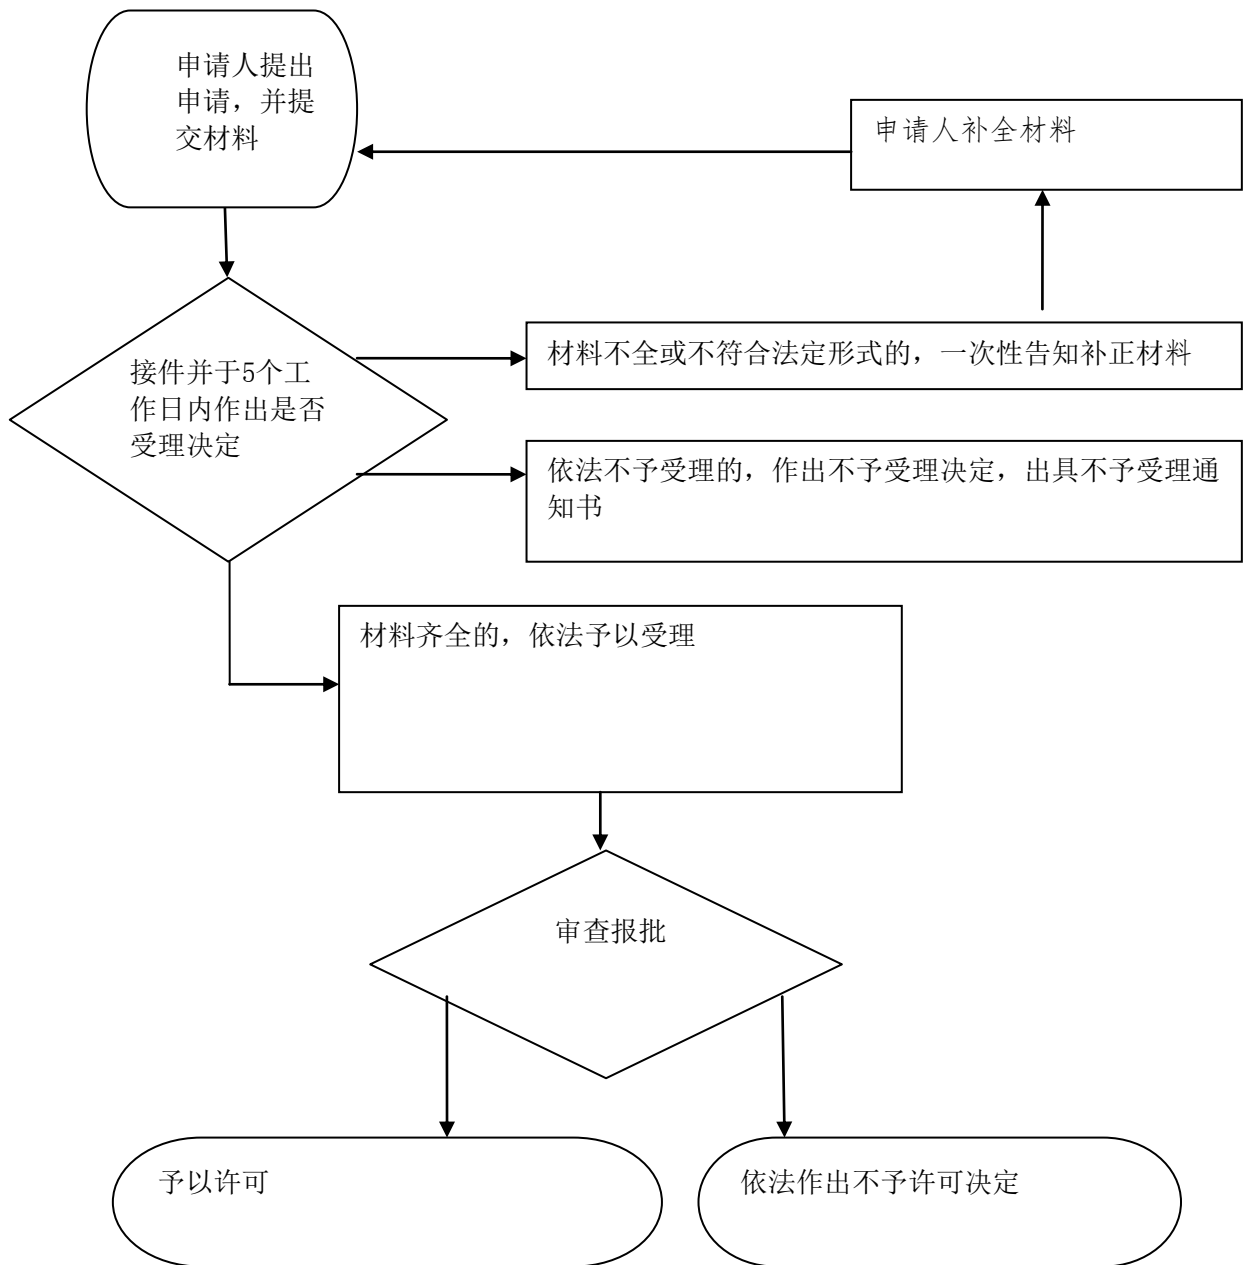 申请人提出
申请，并提
交材料
申请人补全材料
接件并于5个工
作日内作出是否
受理决定
材料不全或不符合法定形式的，一次性告知补正材料
依法不予受理的，作出不予受理决定，出具不予受理通
知书
材料齐全的，依法予以受理
审查报批
予以许可
依法作出不予许可决定